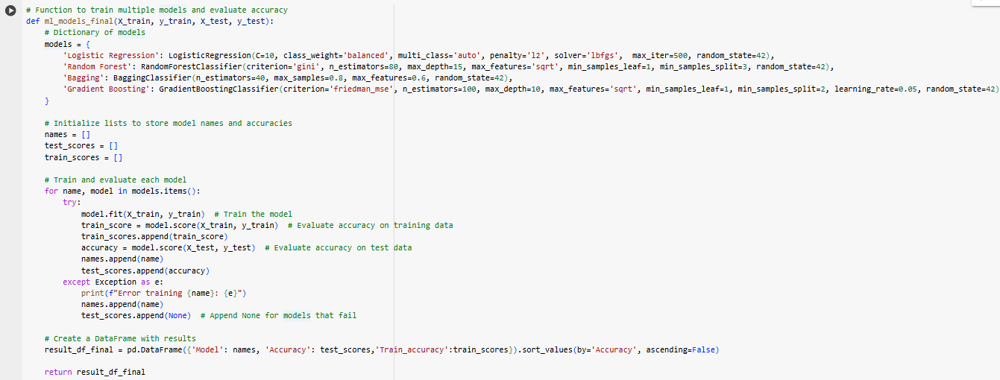 # Function to train multiple models and evaluate accuracy
def ml_models_final(X_train, y_train, X_test, y_test):
    # Dictionary of models
    models = {
        'Logistic Regression': LogisticRegression(C=10, class_weight='balanced', multi_class='auto', penalty='l2', solver='lbfgs',  max_iter=500, random_state=42),
        'Random Forest': RandomForestClassifier(criterion='gini', n_estimators=80, max_depth=15, max_features='sqrt', min_samples_leaf=1, min_samples_split=3, random_state=42),
        'Bagging': BaggingClassifier(n_estimators=40, max_samples=0.8, max_features=0.6, random_state=42),
        'Gradient Boosting': GradientBoostingClassifier(criterion='friedman_mse', n_estimators=100, max_depth=10, max_features='sqrt', min_samples_leaf=1, min_samples_split=2, learning_rate=0.05, random_state=42)
    }

    # Initialize lists to store model names and accuracies
    names = []
    test_scores = []
    train_scores = []

    # Train and evaluate each model
    for name, model in models.items():
        try:
            model.fit(X_train, y_train)  # Train the model
            train_score = model.score(X_train, y_train)  # Evaluate accuracy on training data
            train_scores.append(train_score)
            accuracy = model.score(X_test, y_test)  # Evaluate accuracy on test data
            names.append(name)
            test_scores.append(accuracy)
        except Exception as e:
            print(f"Error training {name}: {e}")
            names.append(name)
            test_scores.append(None)  # Append None for models that fail

    # Create a DataFrame with results
    result_df_final = pd.DataFrame({'Model': names, 'Accuracy': test_scores,'Train_accuracy':train_scores}).sort_values(by='Accuracy', ascending=False)

    return result_df_final